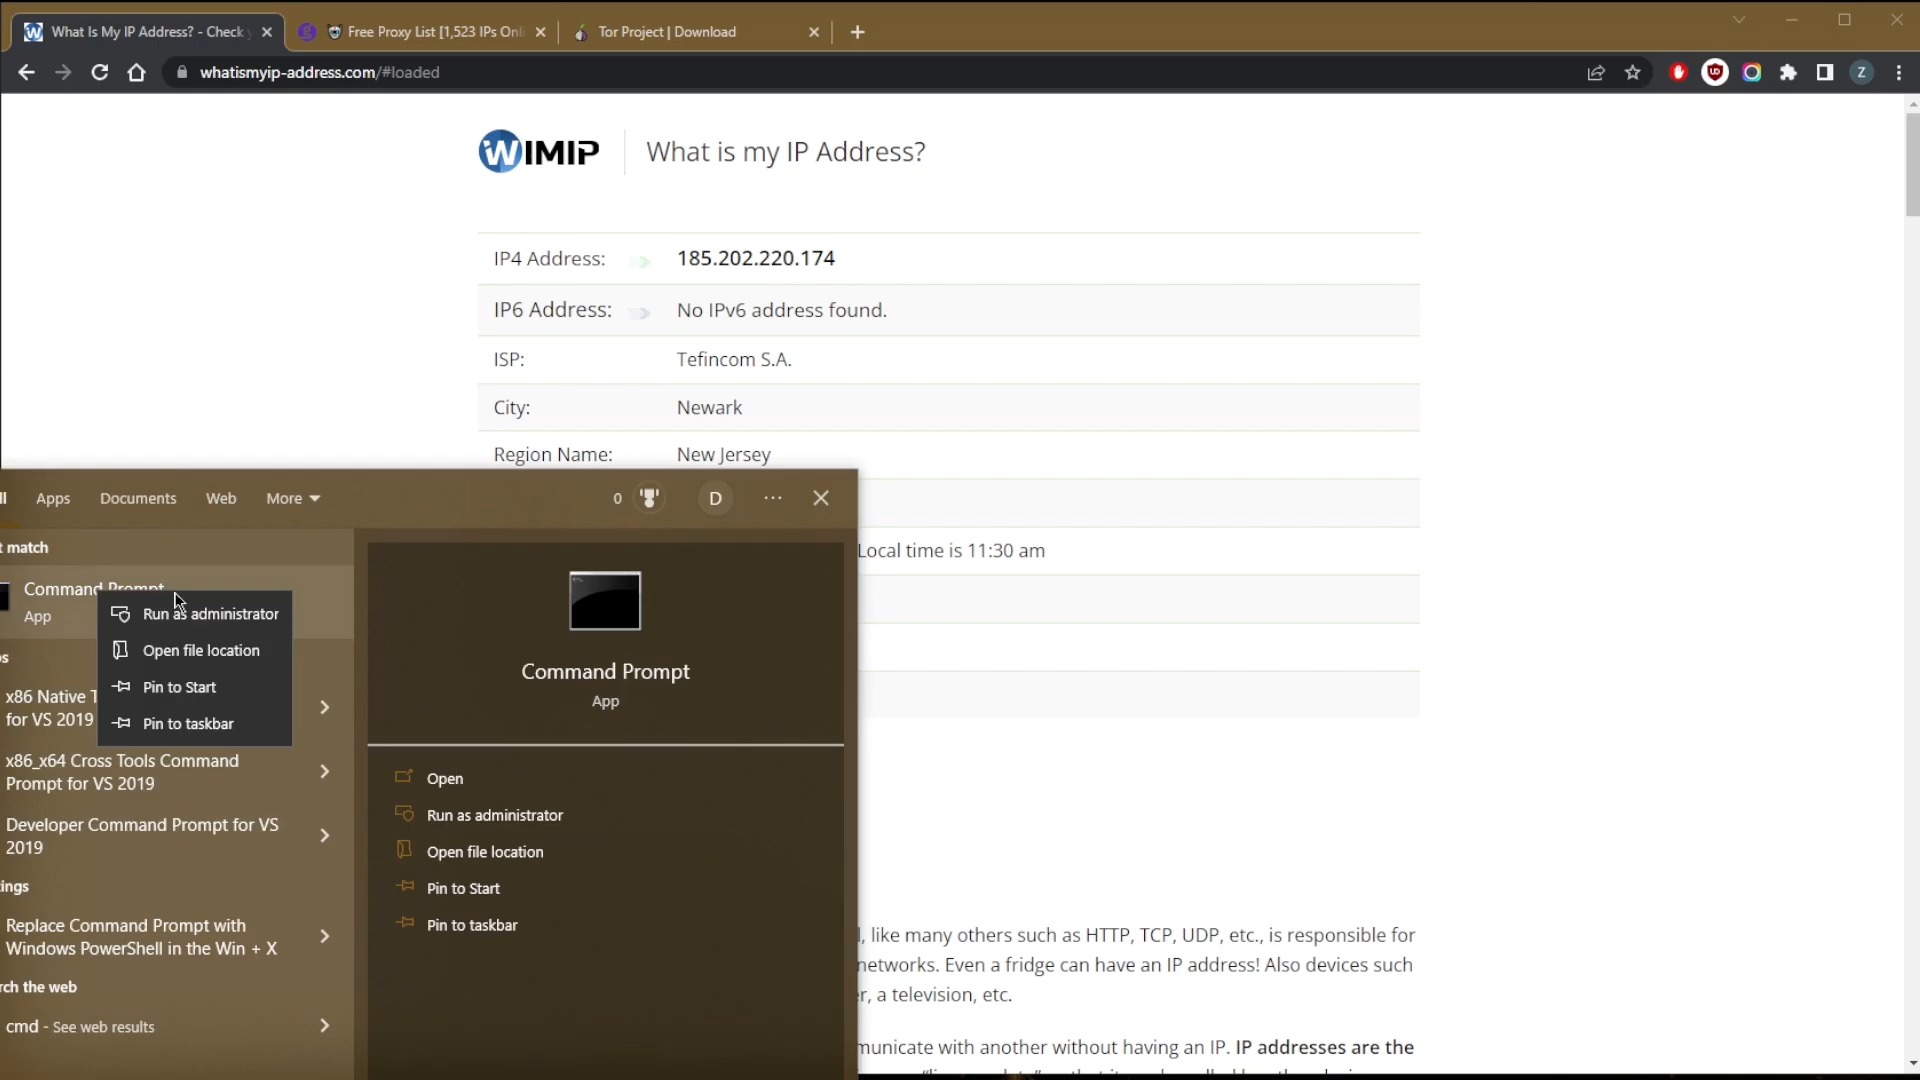 What Is My IP Address? - Check
Free Proxy List [1,523 IPs Onli
Tor Project | Download
whatismyip-address.com/#loaded
Z
WIMIP
What is my IP Address?
IP4 Address: 185.202.220.174
IP6 Address: No IPv6 address found.
ISP: Tefincom S.A.
City: Newark
Region Name: New Jersey
Local time is 11:30 am
ll Apps Documents Web More 0 D
t match
Command Prompt
App
Run as administrator
Open file location
Pin to Start
Pin to taskbar
s
x86 Native T
for VS 2019
x86_x64 Cross Tools Command
Prompt for VS 2019
Developer Command Prompt for VS
2019
ings
Replace Command Prompt with
Windows PowerShell in the Win + X
rch the web
cmd - See web results
Command Prompt
App
Open
Run as administrator
Open file location
Pin to Start
Pin to taskbar
, like many others such as HTTP, TCP, UDP, etc., is responsible for
networks. Even a fridge can have an IP address! Also devices such
r, a television, etc.
municate with another without having an IP. IP addresses are the